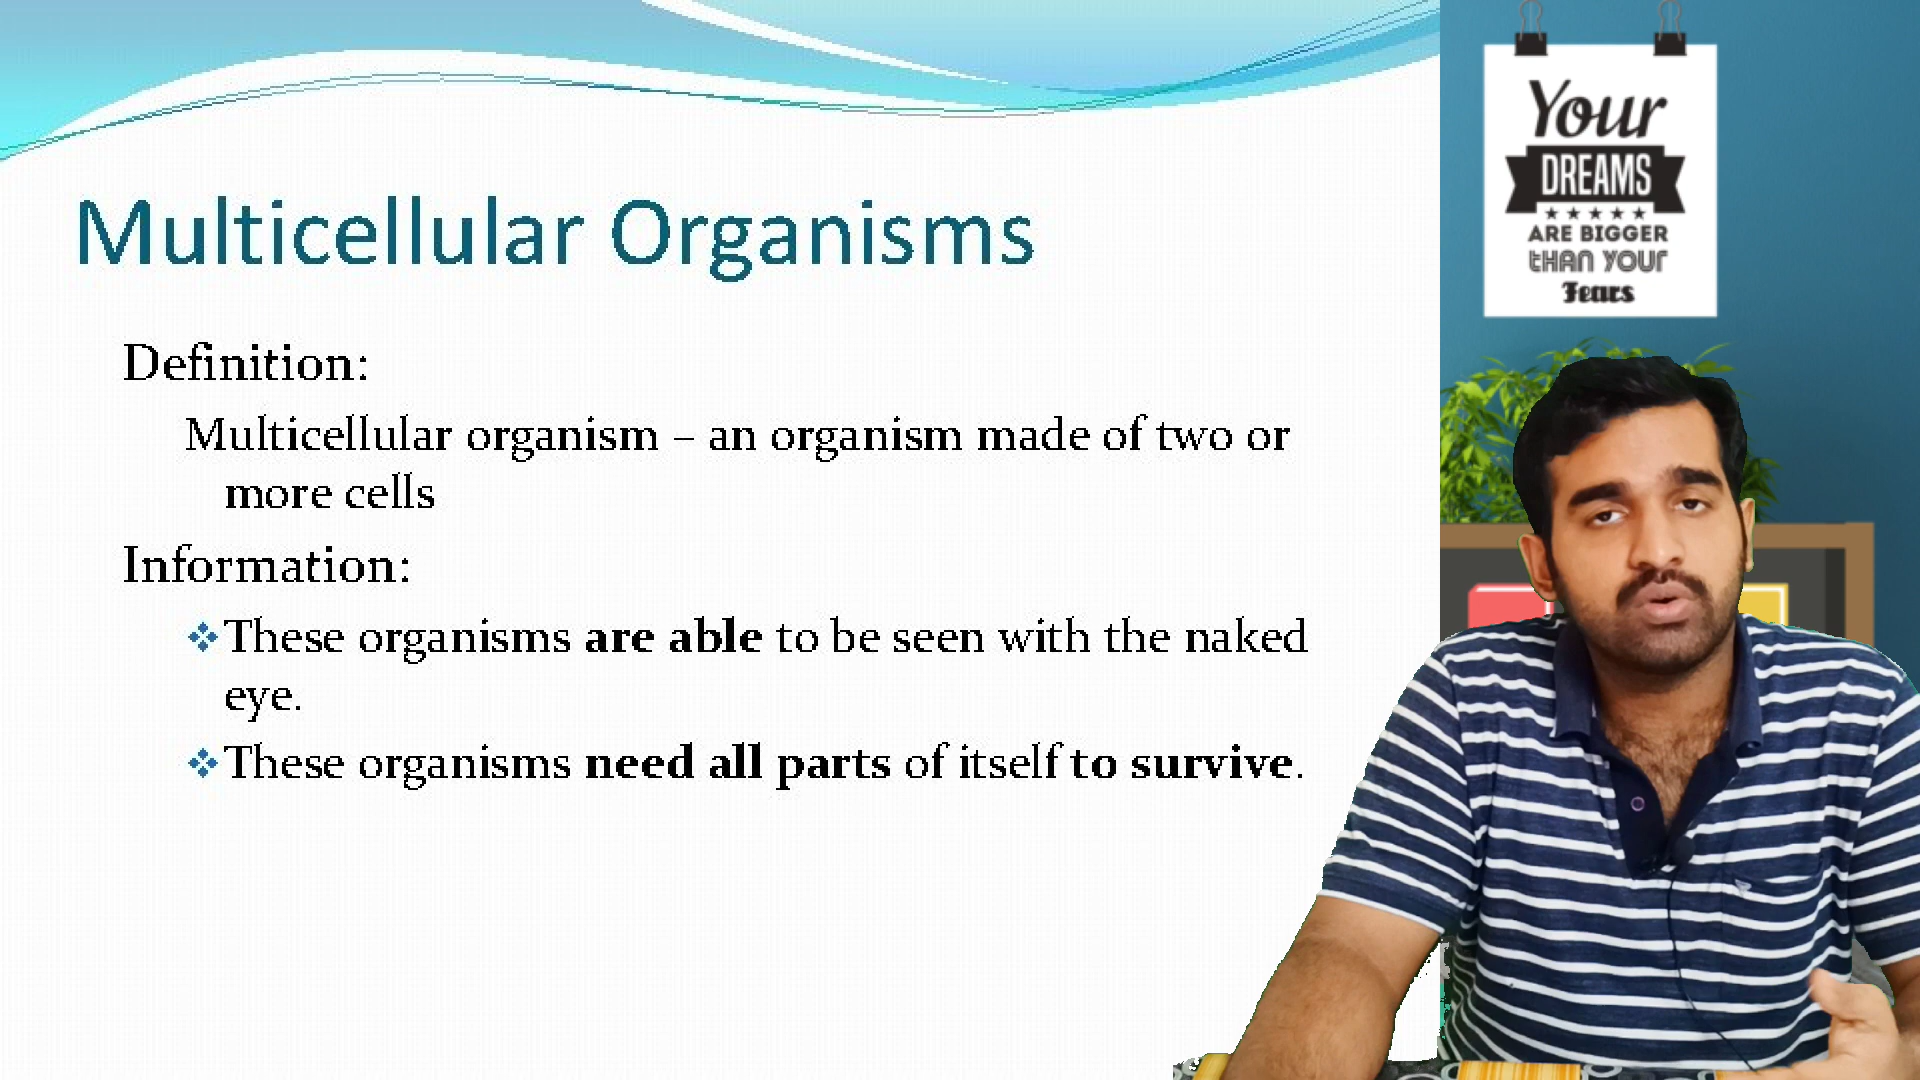 Multicellular Organisms
Definition:
Multicellular organism – an organism made of two or
more cells
Information:
❖These organisms are able to be seen with the naked
eye.
❖These organisms need all parts of itself to survive.
Your
DREAMS
★★★★★
ARE BIGGER
tHAN YOUr
Fears